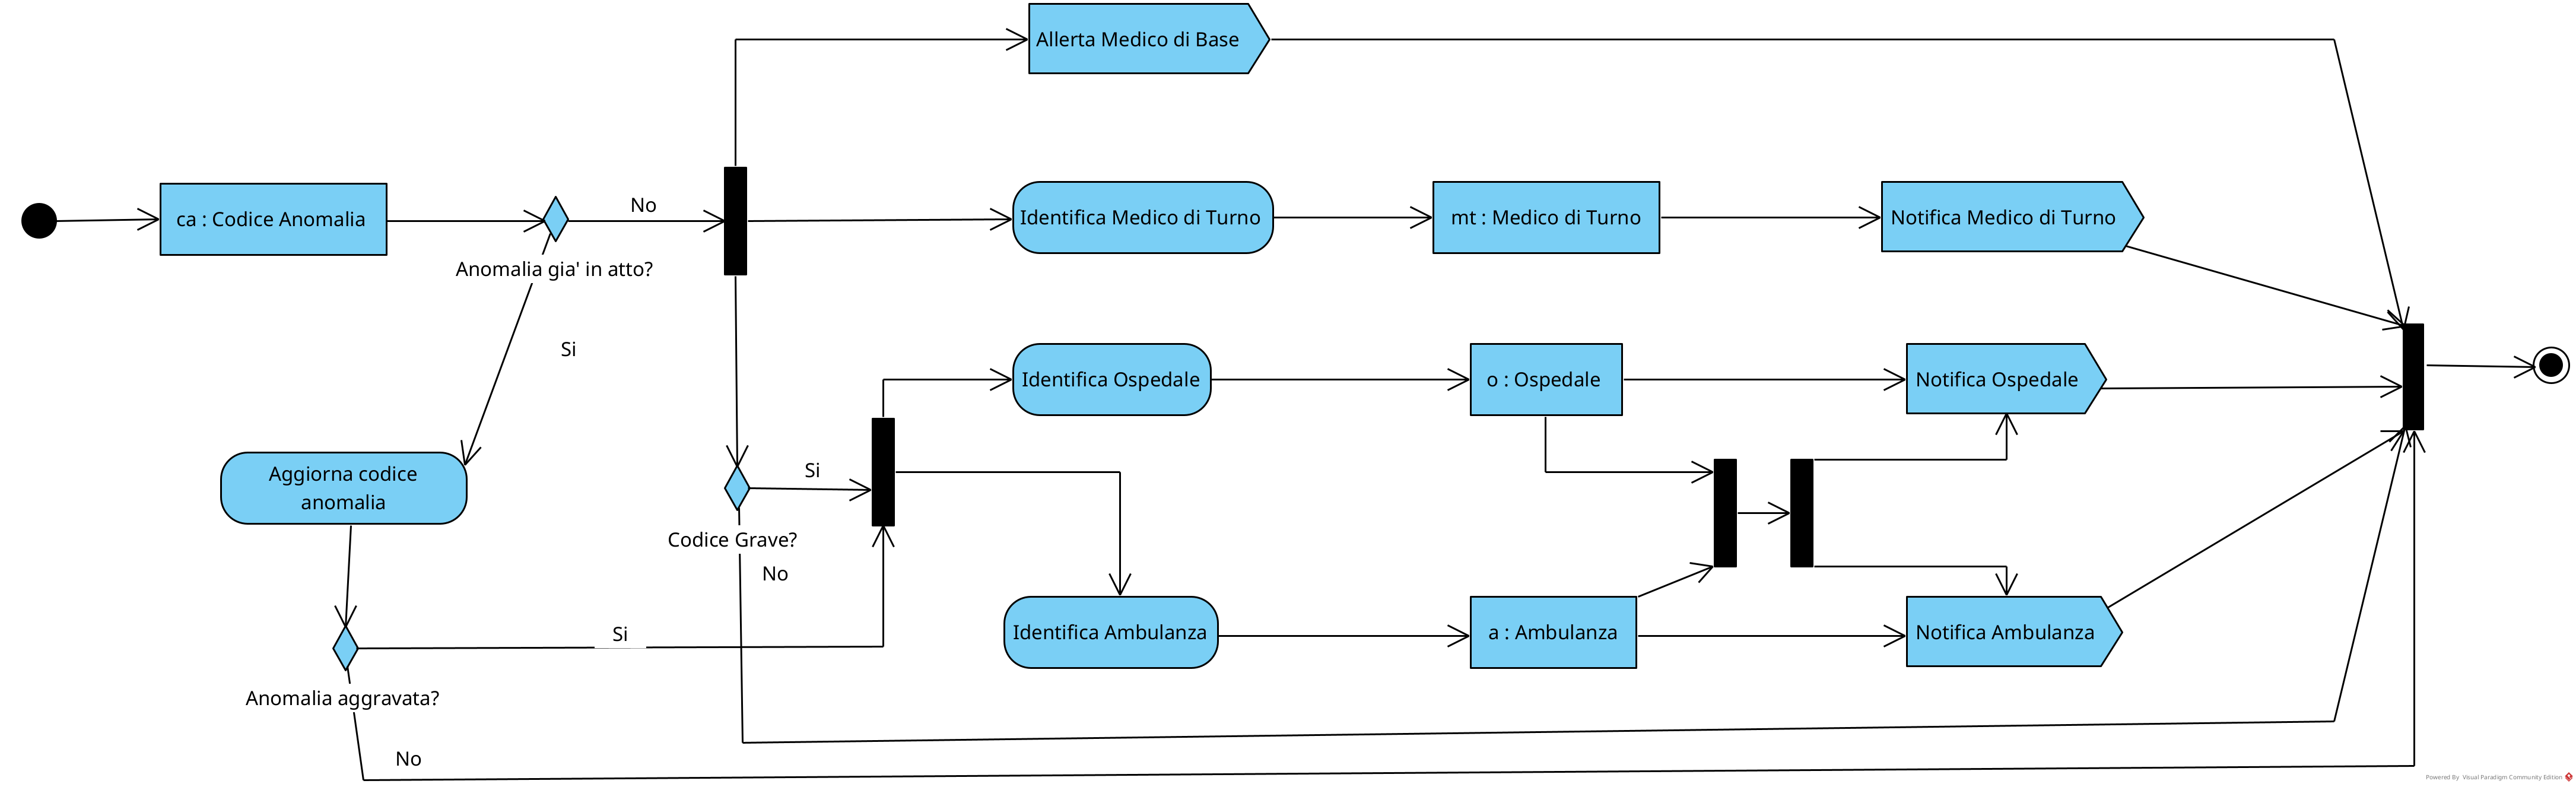 Allerta Medico di Base
ca : Codice Anomalia
No
Identifica Medico di Turno
mt : Medico di Turno
Notifica Medico di Turno
Anomalia gia' in atto?
Si
Identifica Ospedale
o : Ospedale
Notifica Ospedale
Aggiorna codice
anomalia
Si
Codice Grave?
No
Si
Identifica Ambulanza
a : Ambulanza
Notifica Ambulanza
Anomalia aggravata?
No
Powered By Visual Paradigm Community Edition